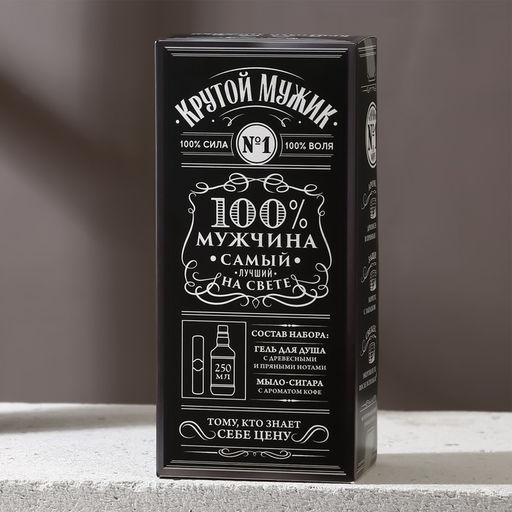 КРУТОЙ МУЖИК
100% СИЛА №1 100% ВОЛЯ
100%
МУЖЧИНА
САМЫЙ
ЛУЧШИЙ
НА СВЕТЕ
СОСТАВ НАБОРА:
ГЕЛЬ ДЛЯ ДУША
С ДРЕВЕСНЫМИ
И ПРЯНЫМИ НОТАМИ
250
МЛ
МЫЛО-СИГАРА
С АРОМАТОМ КОФЕ
ТОМУ, КТО ЗНАЕТ
СЕБЕ ЦЕНУ